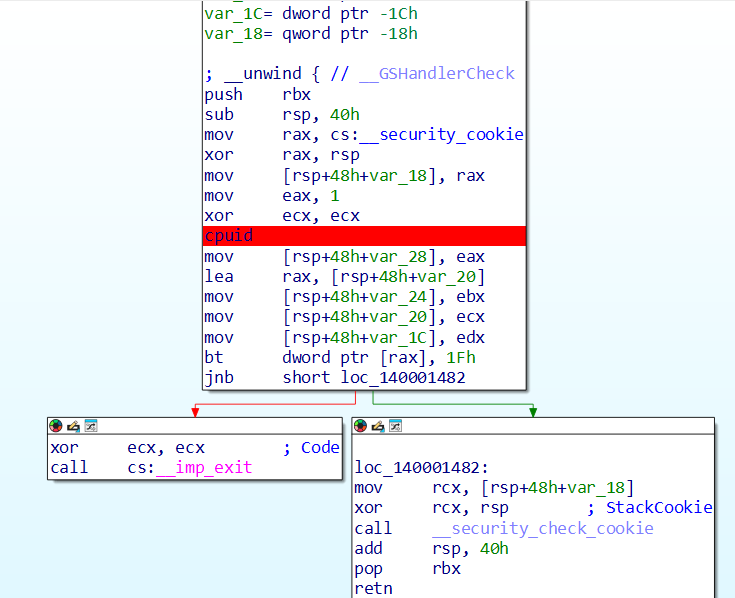 var_1C= dword ptr -1Ch
var_18= qword ptr -18h
; __unwind { // __GSHandlerCheck
push rbx
sub rsp, 40h
mov rax, cs:__security_cookie
xor rax, rsp
mov [rsp+48h+var_18], rax
mov eax, 1
xor ecx, ecx
cpuid
mov [rsp+48h+var_28], eax
lea rax, [rsp+48h+var_20]
mov [rsp+48h+var_24], ebx
mov [rsp+48h+var_20], ecx
mov [rsp+48h+var_1C], edx
bt dword ptr [rax], 1Fh
jnb short loc_140001482
xor ecx, ecx ; Code
call cs:__imp_exit
loc_140001482:
mov rcx, [rsp+48h+var_18]
xor rcx, rsp ; StackCookie
call __security_check_cookie
add rsp, 40h
pop rbx
retn